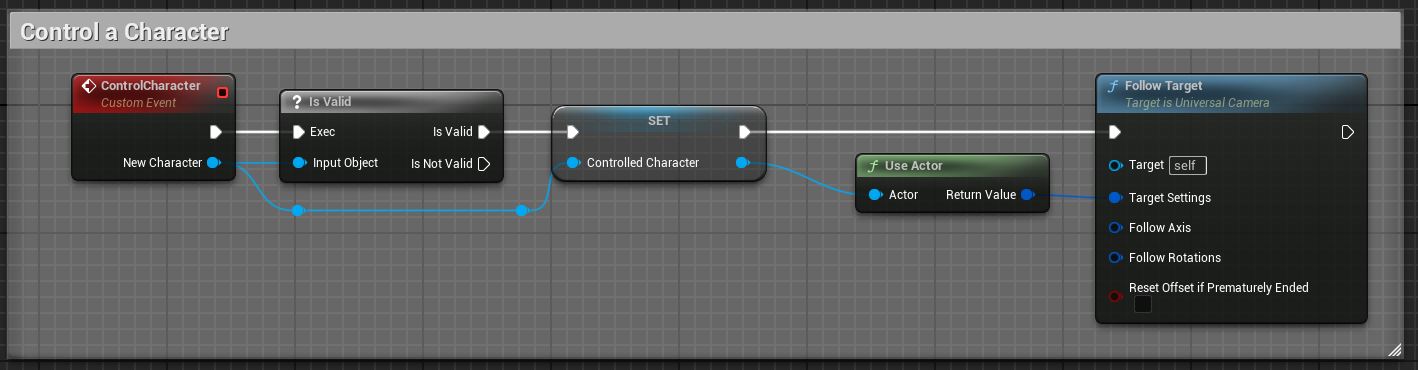 Control a Character
ControlCharacter
Custom Event
New Character
? Is Valid
Exec
Is Valid
Input Object
Is Not Valid
SET
Controlled Character
f Use Actor
Actor
Return Value
f Follow Target
Target is Universal Camera
Target self
Target Settings
Follow Axis
Follow Rotations
Reset Offset if Prematurely Ended